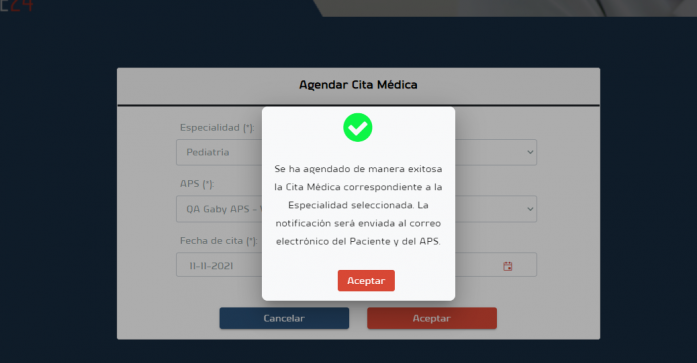 Agendar Cita Médica
Especialidad (*)
Pediatría
Se ha agendado de manera exitosa
la Cita Médica correspondiente a la
Especialidad seleccionada. La
notificación será enviada al correo
electrónico del Paciente y del APS.
Aceptar
APS (*):
QA Gaby APS -
Fecha de cita (*):
11-11-2021
Cancelar
Aceptar